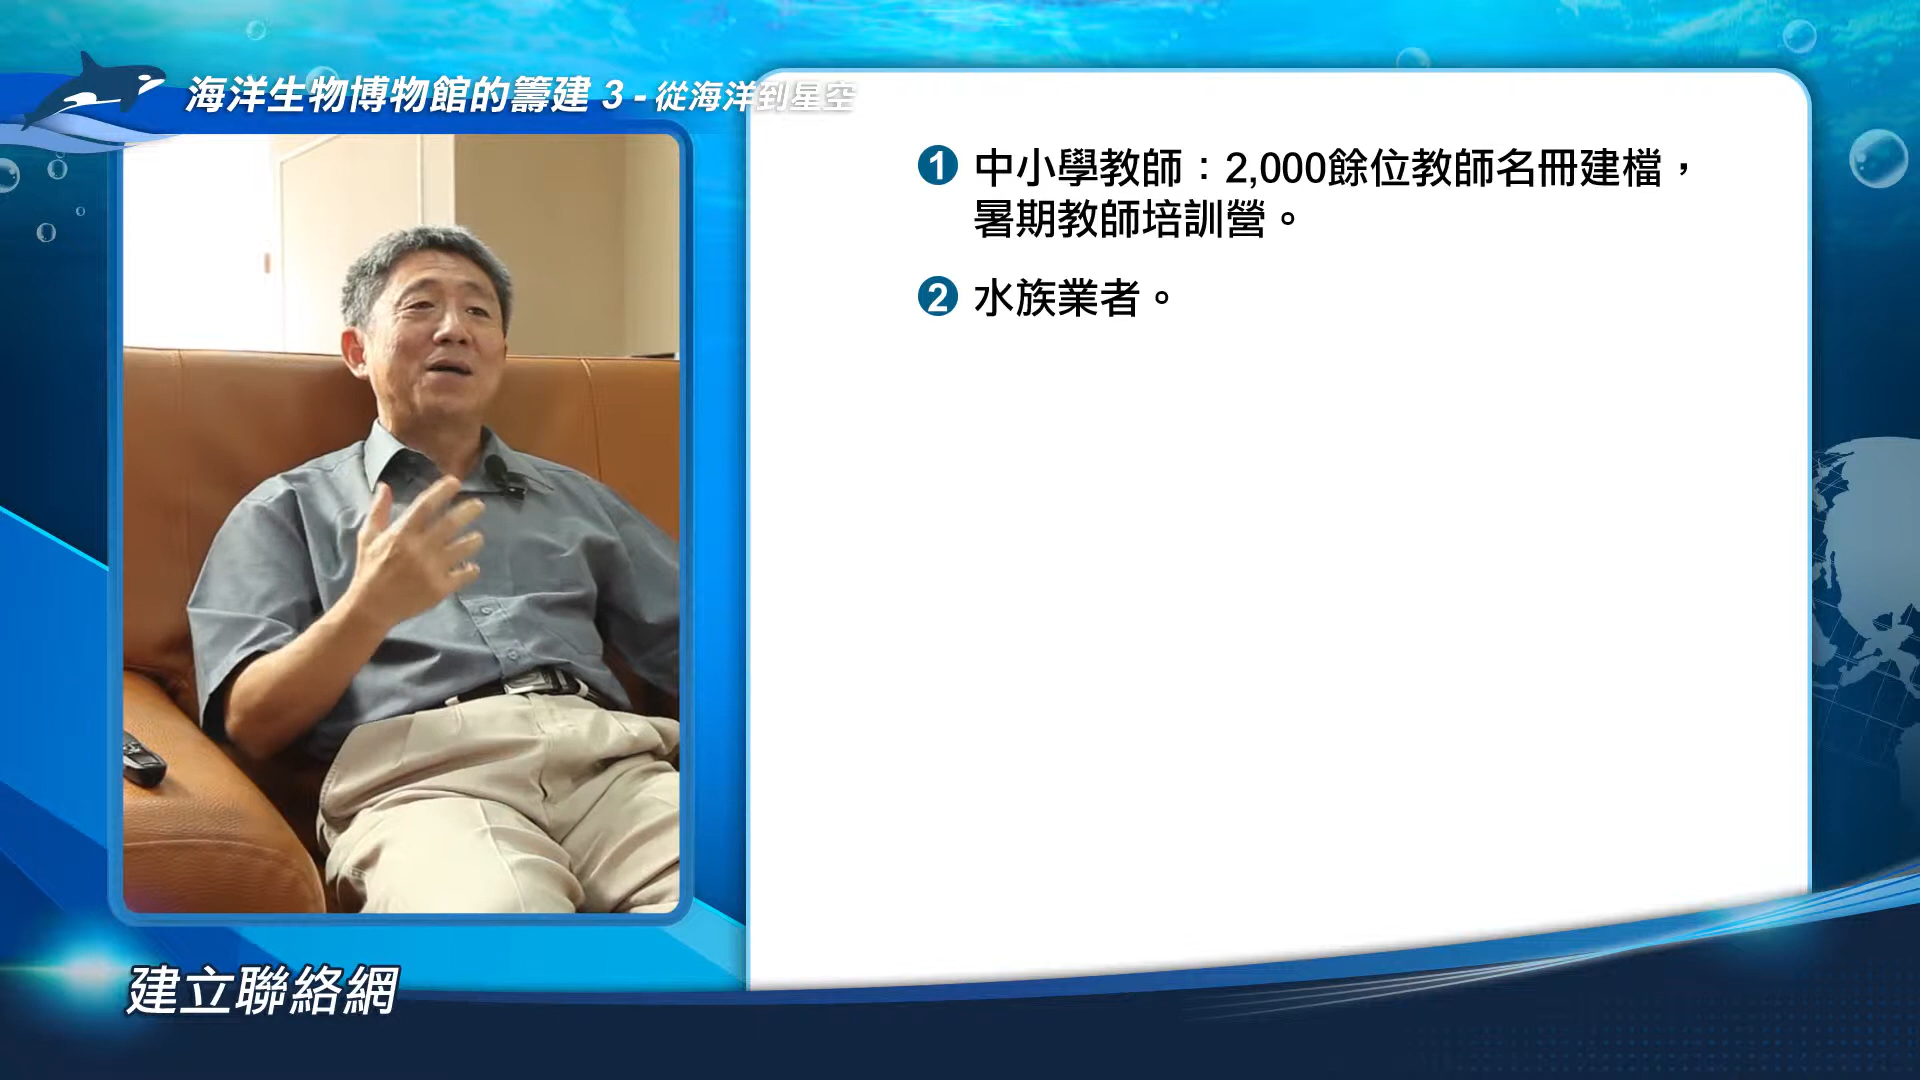 海洋生物博物館的籌建 3 - 從海洋到星空
1 中小學教師：2,000餘位教師名冊建檔，
暑期教師培訓營。
2 水族業者。
建立聯絡網